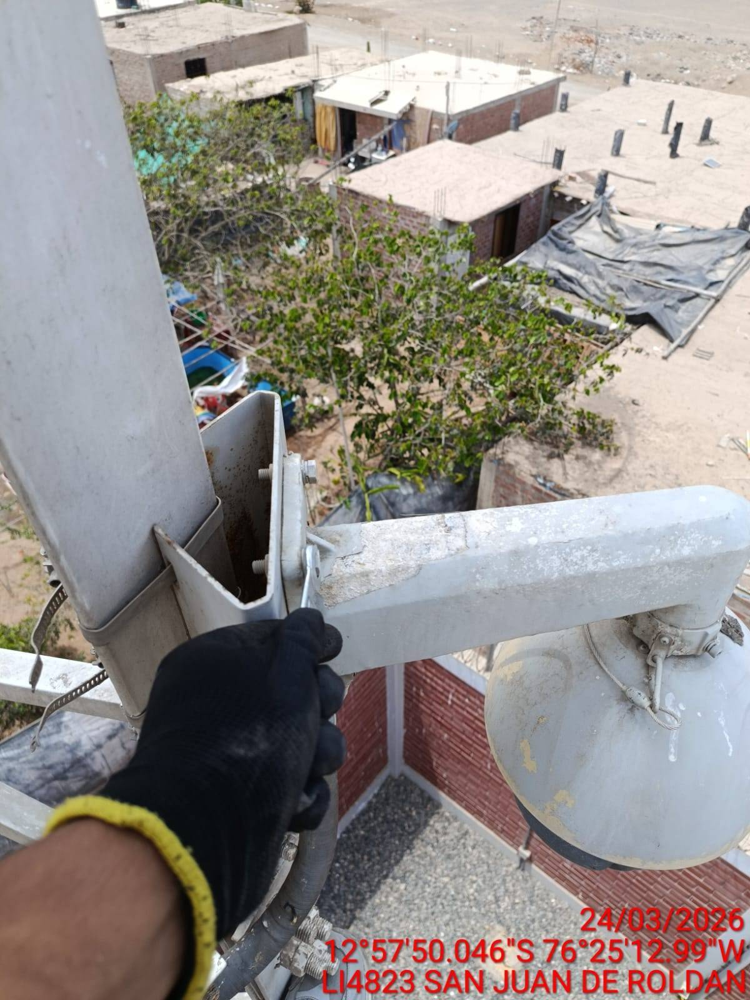 24/03/2026
12°57'50.046"S 76°25'12.99"W
LI4823 SAN JUAN DE ROLDAN